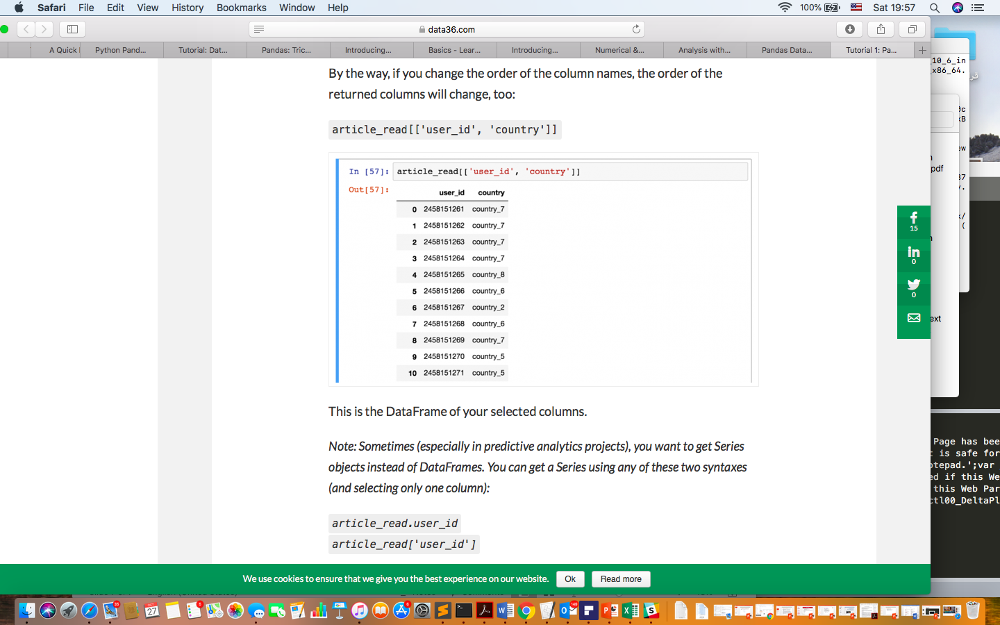 Safari File Edit View History Bookmarks Window Help 100% Sat 19:57
data36.com
A Quick Python Pand... Tutorial: Dat... Pandas: Tric... Introducing... Basics - Lear... Introducing... Numerical &... Analysis with... Pandas Data... Tutorial 1: Pa...
By the way, if you change the order of the column names, the order of the
returned columns will change, too:
article_read[['user_id', 'country']]
In [57]: article_read[['user_id', 'country']]
Out[57]:
user_id country
0 2458151261 country_7
1 2458151262 country_7
2 2458151263 country_7
3 2458151264 country_7
4 2458151265 country_8
5 2458151266 country_6
6 2458151267 country_2
7 2458151268 country_6
8 2458151269 country_7
9 2458151270 country_5
10 2458151271 country_5
This is the DataFrame of your selected columns.
Note: Sometimes (especially in predictive analytics projects), you want to get Series
objects instead of DataFrames. You can get a Series using any of these two syntaxes
(and selecting only one column):
article_read.user_id
article_read['user_id']
15
in
0
0
We use cookies to ensure that we give you the best experience on our website. Ok Read more
10_6_in
x86_64.
pdf
ext
Page has bee
t is safe for
otepad.';var
ed if this We
this Web Par
ctl00_DeltaPl
OCT
27